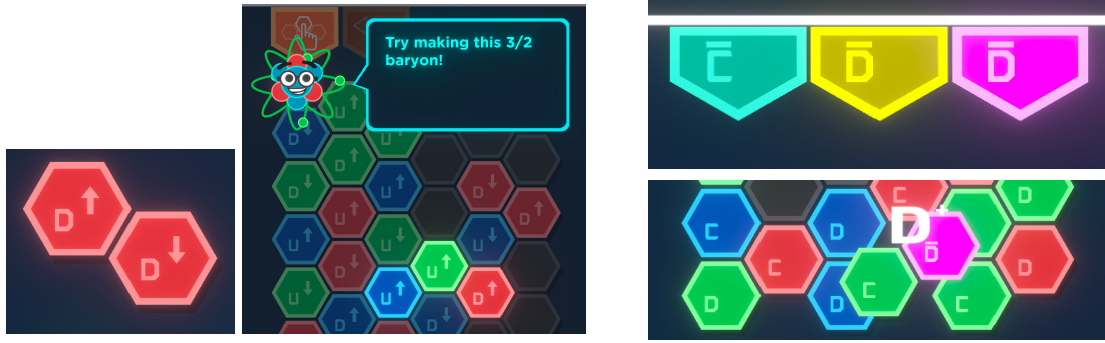 D↑
D↓
Try making this 3/2
baryon!
U↑
D↓ U↑
D↑
D↓ U↑ D↓
U↑ D↑
U↑ U↓ D↓
D↓ U↑
U↓ U↑ D↑
D↑ D↓
C̄ D̄ D̄
C D
C D D⁺
D̄
C D
D D C C